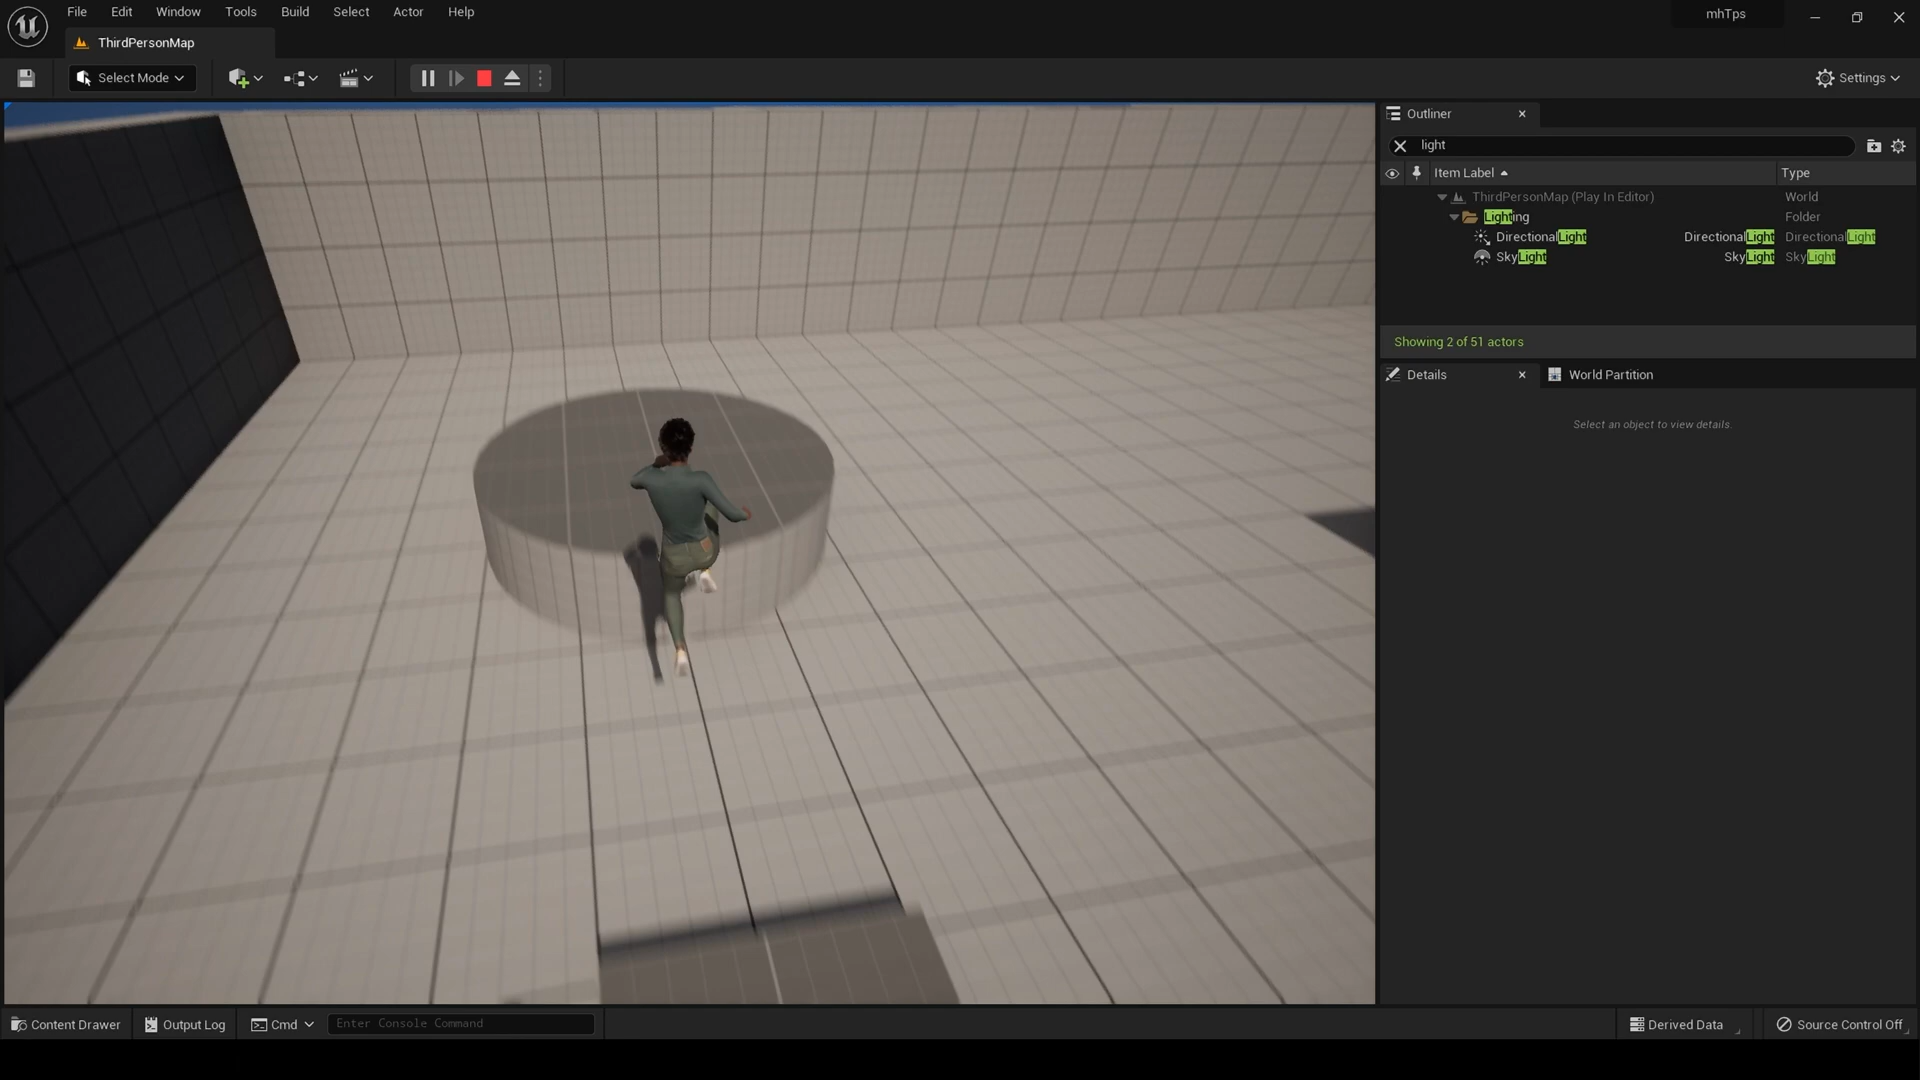 File Edit Window Tools Build Select Actor Help
mhTps
ThirdPersonMap
Select Mode
Settings
Outliner
light
Item Label Type
ThirdPersonMap (Play In Editor) World
Lighting Folder
DirectionalLight DirectionalLight DirectionalLight
SkyLight SkyLight SkyLight
Showing 2 of 51 actors
Details World Partition
Select an object to view details.
Content Drawer Output Log Cmd Enter Console Command Derived Data Source Control Off